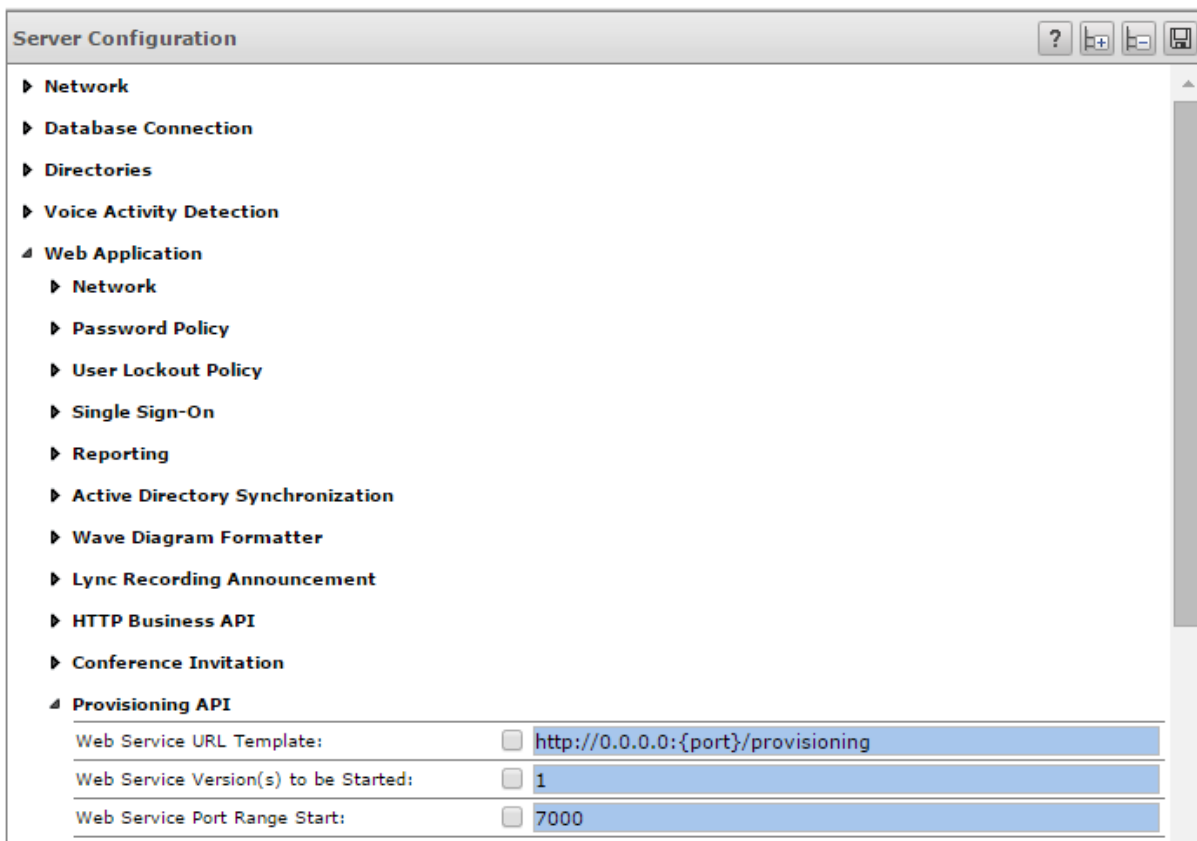 Server Configuration ?
Network
Database Connection
Directories
Voice Activity Detection
Web Application
Network
Password Policy
User Lockout Policy
Single Sign-On
Reporting
Active Directory Synchronization
Wave Diagram Formatter
Lync Recording Announcement
HTTP Business API
Conference Invitation
Provisioning API
Web Service URL Template: http://0.0.0.0:{port}/provisioning
Web Service Version(s) to be Started: 1
Web Service Port Range Start: 7000